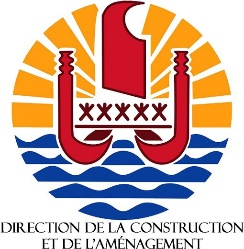 DIRECTION DE LA CONSTRUCTION
ET DE L'AMÉNAGEMENT